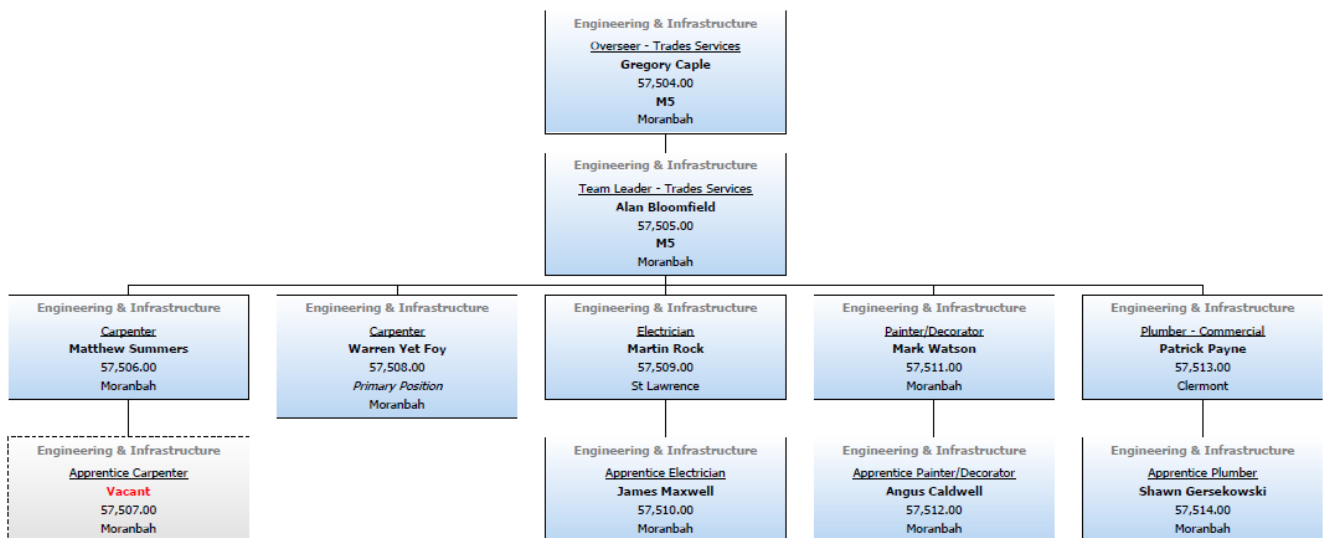 Engineering & Infrastructure
Overseer - Trades Services
Gregory Caple
57,504.00
M5
Moranbah
Engineering & Infrastructure
Team Leader - Trades Services
Alan Bloomfield
57,505.00
M5
Moranbah
Engineering & Infrastructure
Carpenter
Matthew Summers
57,506.00
Moranbah
Engineering & Infrastructure
Carpenter
Warren Yet Foy
57,508.00
Primary Position
Moranbah
Engineering & Infrastructure
Electrician
Martin Rock
57,509.00
St Lawrence
Engineering & Infrastructure
Painter/Decorator
Mark Watson
57,511.00
Moranbah
Engineering & Infrastructure
Plumber - Commercial
Patrick Payne
57,513.00
Clermont
Engineering & Infrastructure
Apprentice Carpenter
Vacant
57,507.00
Moranbah
Engineering & Infrastructure
Apprentice Electrician
James Maxwell
57,510.00
Moranbah
Engineering & Infrastructure
Apprentice Painter/Decorator
Angus Caldwell
57,512.00
Moranbah
Engineering & Infrastructure
Apprentice Plumber
Shawn Gersekowski
57,514.00
Moranbah